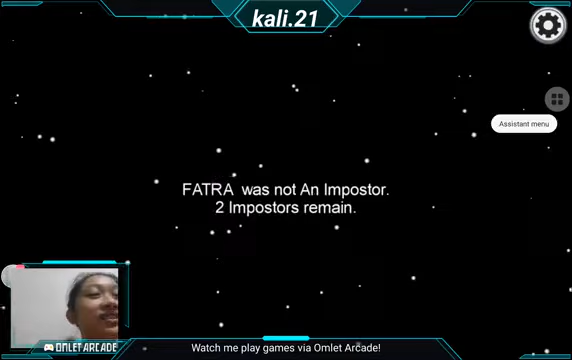 kali.21
Assistant menu
FATRA was not An Impostor.
2 Impostors remain.
OMLET ARCADE
Watch me play games via Omlet Arcade!